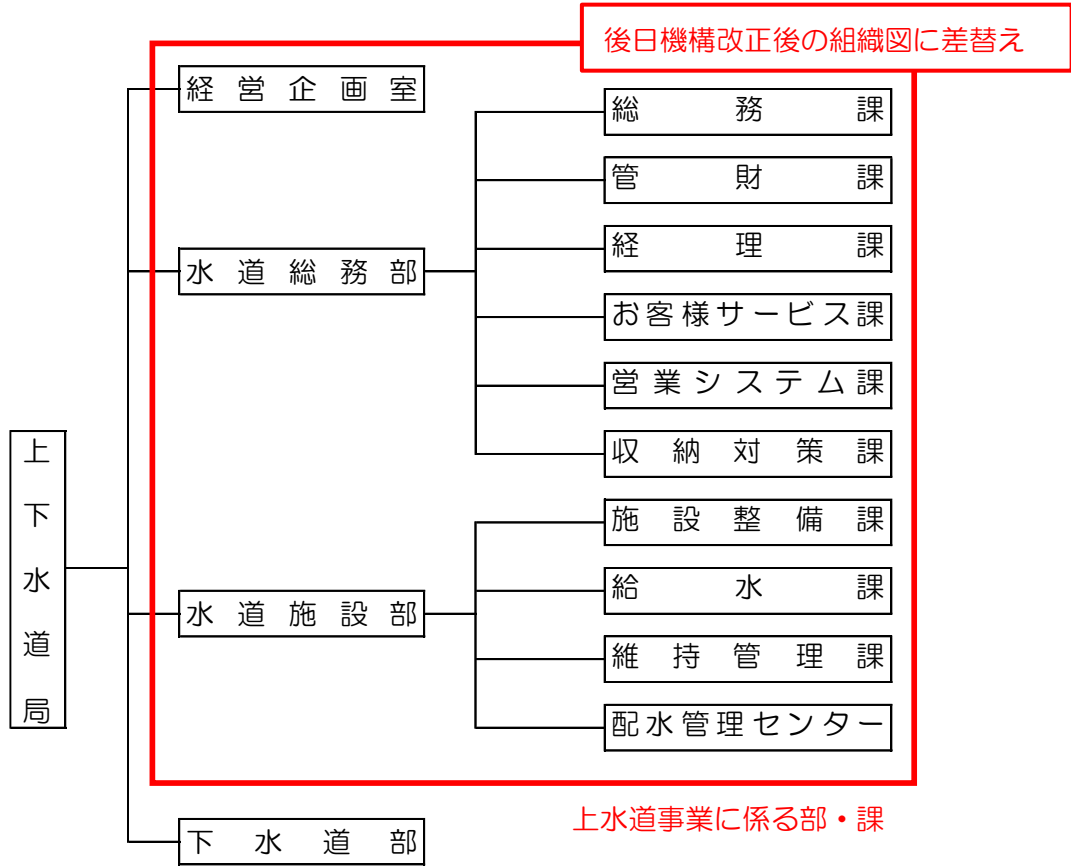 後日機構改正後の組織図に差替え
経営企画室
総務課
管財課
水道総務部
経理課
お客様サービス課
営業システム課
収納対策課
上下水道局
施設整備課
給水課
水道施設部
維持管理課
配水管理センター
上水道事業に係る部・課
下水道部